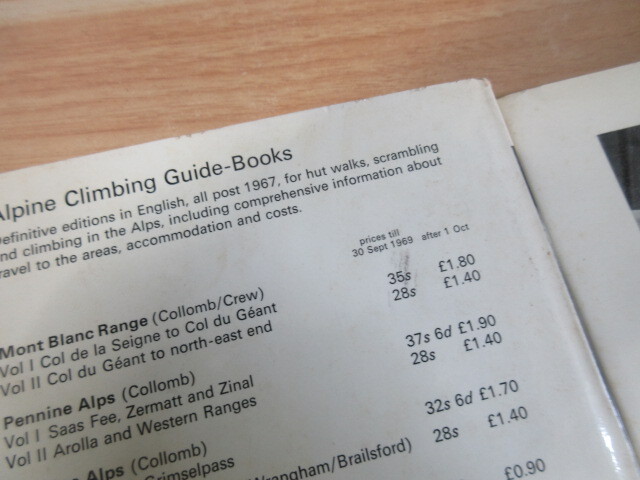 Alpine Climbing Guide-Books
Definitive editions in English, all post 1967, for hut walks, scrambling
and climbing in the Alps, including comprehensive information about
travel to the areas, accommodation and costs.
prices till
30 Sept 1969 after 1 Oct
Mont Blanc Range (Collomb/Crew)
Vol I Col de la Seigne to Col du Géant 35s £1.80
Vol II Col du Géant to north-east end 28s £1.40
Pennine Alps (Collomb)
Vol I Saas Fee, Zermatt and Zinal 37s 6d £1.90
Vol II Arolla and Western Ranges 28s £1.40
Alps (Collomb)
Grimselpass 32s 6d £1.70
(Wrangham/Brailsford) 28s £1.40
£0.90